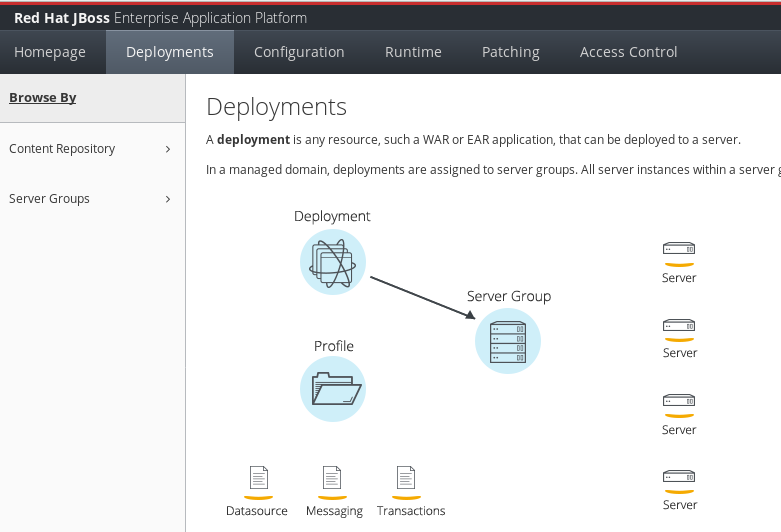 Red Hat JBoss Enterprise Application Platform
Homepage Deployments Configuration Runtime Patching Access Control
Browse By
Content Repository
Server Groups
Deployments
A deployment is any resource, such a WAR or EAR application, that can be deployed to a server.
In a managed domain, deployments are assigned to server groups. All server instances within a server
Deployment
Server Group
Profile
Server
Server
Server
Server
Datasource Messaging Transactions